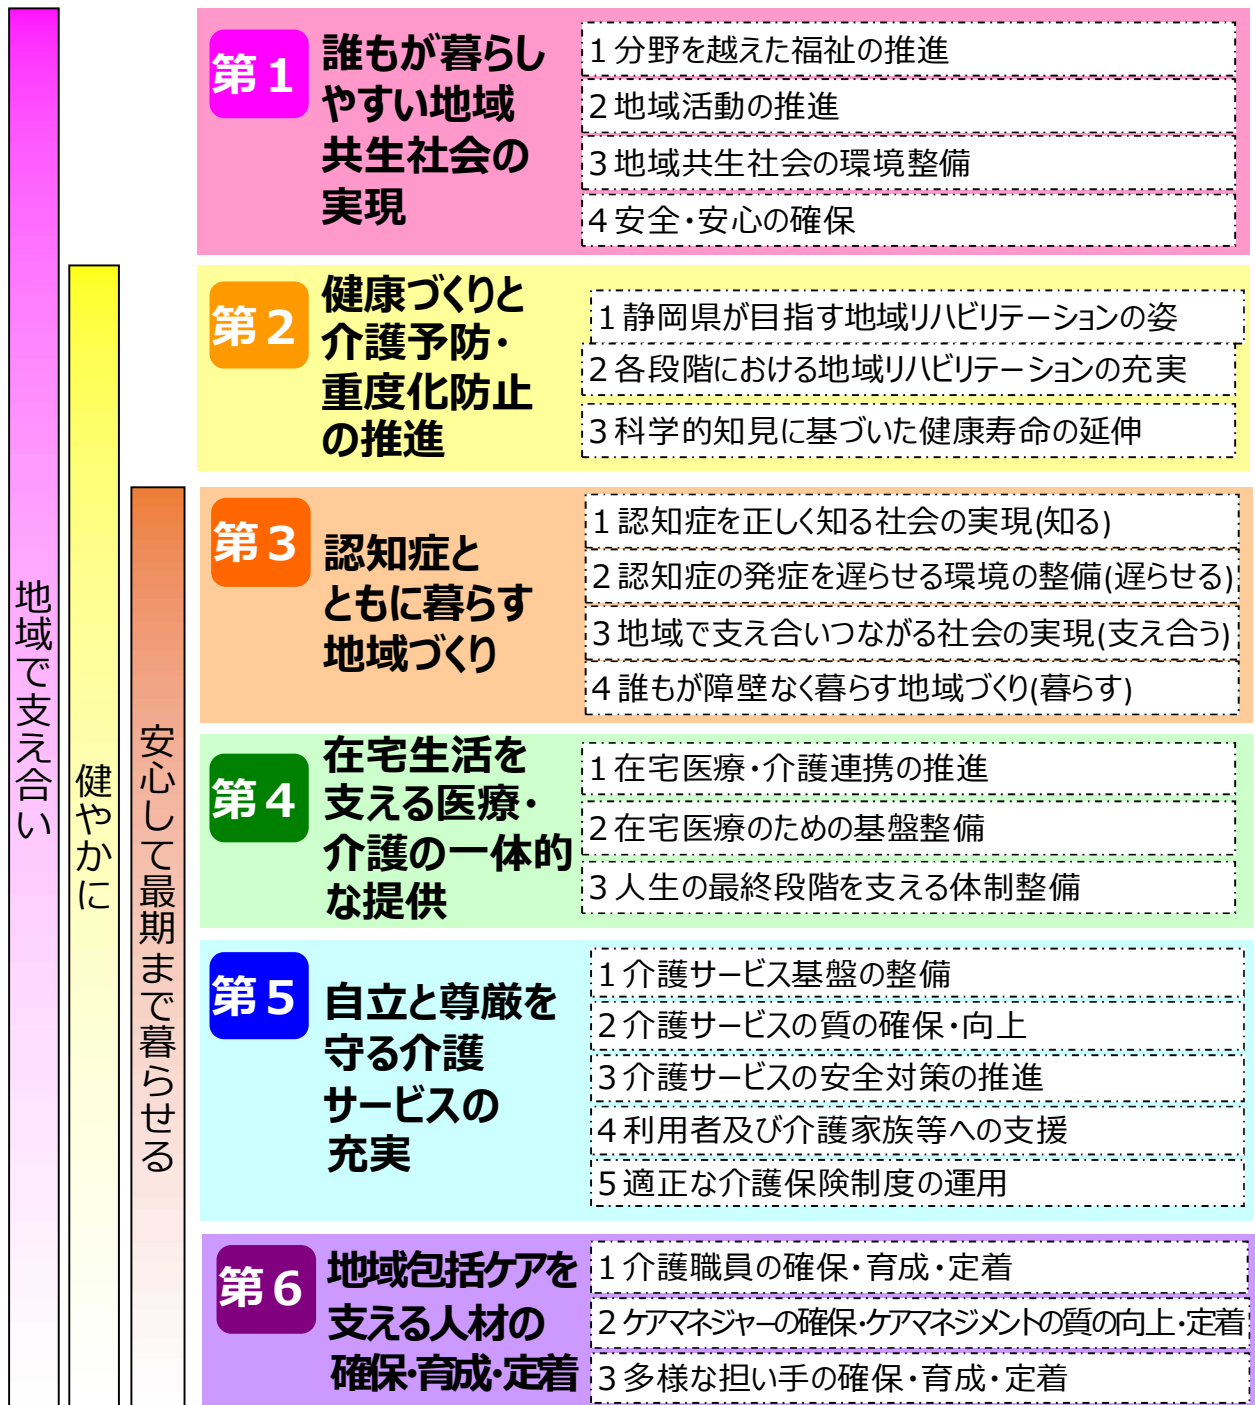 地域で支え合い
健やかに
安心して最期まで暮らせる
第１
誰もが暮らし
やすい地域
共生社会の
実現
１分野を越えた福祉の推進
２地域活動の推進
３地域共生社会の環境整備
４安全・安心の確保
第２
健康づくりと
介護予防・
重度化防止
の推進
１静岡県が目指す地域リハビリテーションの姿
２各段階における地域リハビリテーションの充実
３科学的知見に基づいた健康寿命の延伸
第３
認知症と
ともに暮らす
地域づくり
１認知症を正しく知る社会の実現(知る)
２認知症の発症を遅らせる環境の整備(遅らせる)
３地域で支え合いつながる社会の実現(支え合う)
４誰もが障壁なく暮らす地域づくり(暮らす)
第４
在宅生活を
支える医療・
介護の一体的
な提供
１在宅医療・介護連携の推進
２在宅医療のための基盤整備
３人生の最終段階を支える体制整備
第５
自立と尊厳を
守る介護
サービスの
充実
１介護サービス基盤の整備
２介護サービスの質の確保・向上
３介護サービスの安全対策の推進
４利用者及び介護家族等への支援
５適正な介護保険制度の運用
第６
地域包括ケアを
支える人材の
確保・育成・定着
１介護職員の確保・育成・定着
２ケアマネジャーの確保・ケアマネジメントの質の向上・定着
３多様な担い手の確保・育成・定着